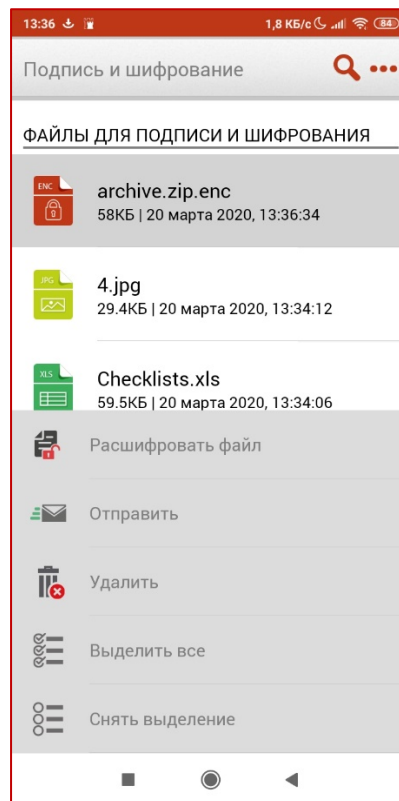 13:36 1,8 КБ/с 84
Подпись и шифрование
ФАЙЛЫ ДЛЯ ПОДПИСИ И ШИФРОВАНИЯ
ENC
archive.zip.enc
58КБ | 20 марта 2020, 13:36:34
JPG
4.jpg
29.4КБ | 20 марта 2020, 13:34:12
XLS
Checklists.xls
59.5КБ | 20 марта 2020, 13:34:06
Расшифровать файл
Отправить
Удалить
Выделить все
Снять выделение